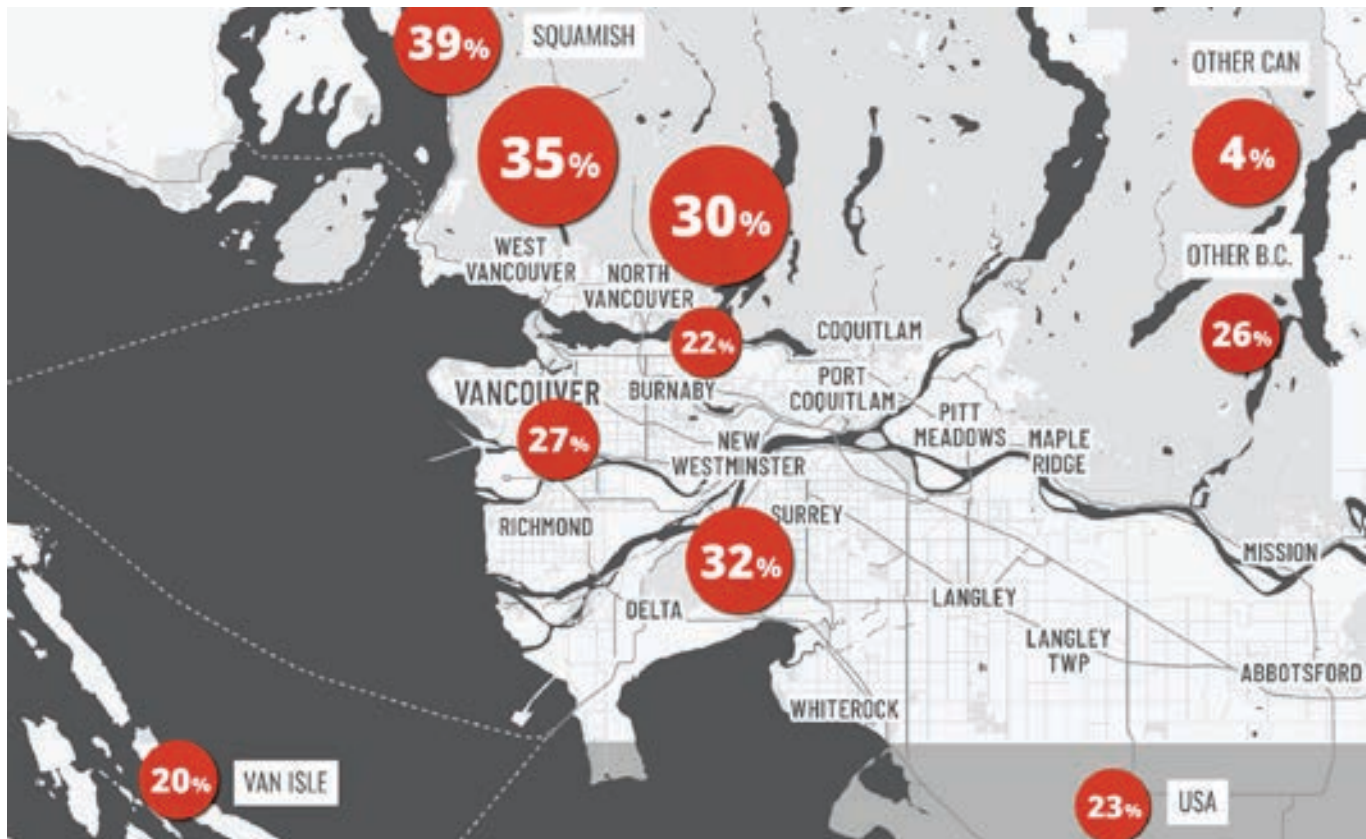 39%
SQUAMISH
OTHER CAN
35%
4%
30%
WEST
VANCOUVER
NORTH
VANCOUVER
OTHER B.C.
22%
COQUITLAM
26%
VANCOUVER
BURNABY
PORT
COQUITLAM
27%
NEW
WESTMINSTER
PITT
MEADOWS
MAPLE
RIDGE
RICHMOND
SURREY
32%
MISSION
DELTA
LANGLEY
LANGLEY
TWP
ABBOTSFORD
WHITEROCK
20%
VAN ISLE
23%
USA